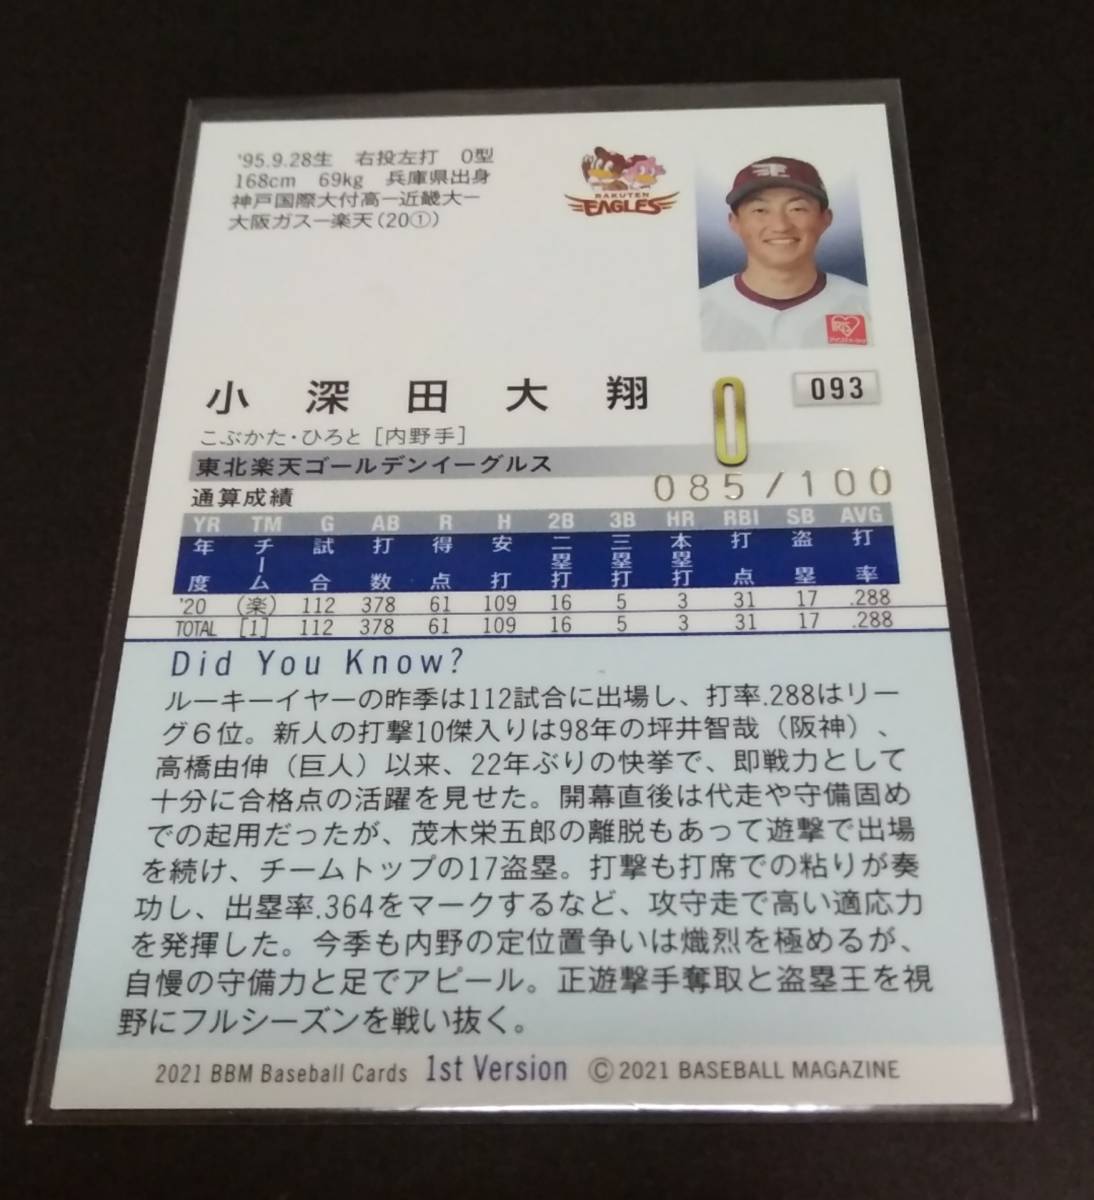 '95.9.28生 右投左打 O型
168cm 69kg 兵庫県出身
神戸国際大付高―近畿大―
大阪ガス―楽天(20①)
RAKUTEN
EAGLES
IRIS
小深田大翔 0 093
こぶかた・ひろと[内野手]
東北楽天ゴールデンイーグルス
085/100
通算成績
YR TM G AB R H 2B 3B HR RBI SB AVG
年度 チーム 試合 打数 得点 安打 二塁打 三塁打 本塁打 打点 盗塁 打率
'20 (楽) 112 378 61 109 16 5 3 31 17 .288
TOTAL [1] 112 378 61 109 16 5 3 31 17 .288
Did You Know?
ルーキーイヤーの昨季は112試合に出場し、打率.288はリー
グ6位。新人の打撃10傑入りは98年の坪井智哉(阪神)、
高橋由伸(巨人)以来、22年ぶりの快挙で、即戦力として
十分に合格点の活躍を見せた。開幕直後は代走や守備固め
での起用だったが、茂木栄五郎の離脱もあって遊撃で出場
を続け、チームトップの17盗塁。打撃も打席での粘りが奏
功し、出塁率.364をマークするなど、攻守走で高い適応力
を発揮した。今季も内野の定位置争いは熾烈を極めるが、
自慢の守備力と足でアピール。正遊撃手奪取と盗塁王を視
野にフルシーズンを戦い抜く。
2021 BBM Baseball Cards 1st Version © 2021 BASEBALL MAGAZINE